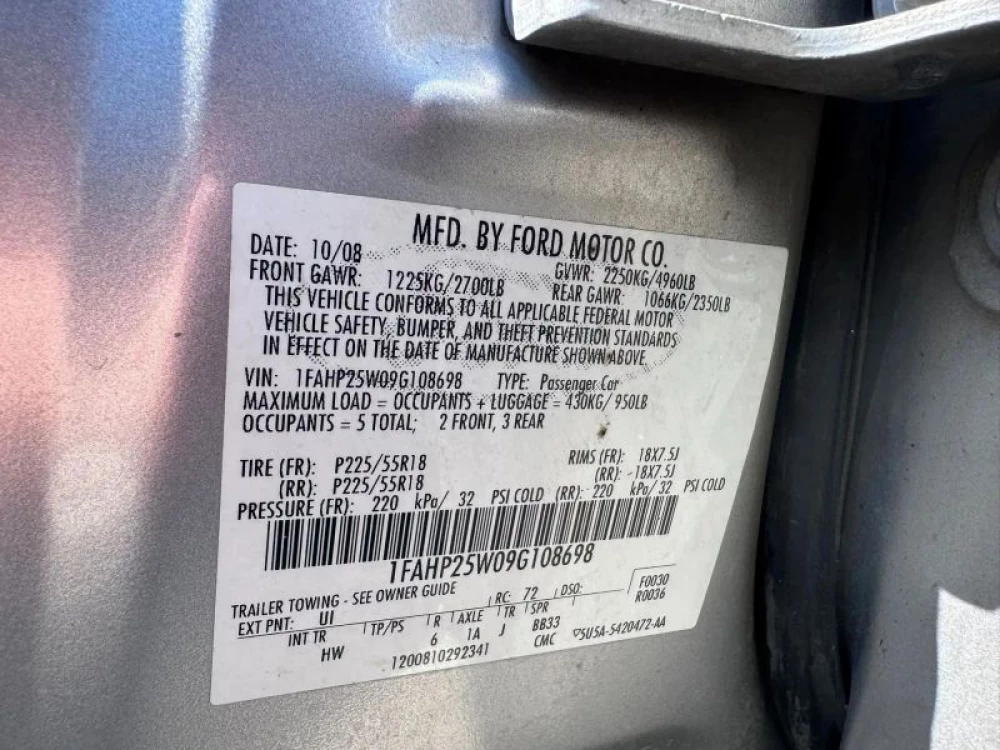 MFD. BY FORD MOTOR CO.
DATE: 10/08 GVWR: 2250KG/4960LB
FRONT GAWR: 1225KG/2700LB REAR GAWR: 1066KG/2350LB
THIS VEHICLE CONFORMS TO ALL APPLICABLE FEDERAL MOTOR
VEHICLE SAFETY, BUMPER, AND THEFT PREVENTION STANDARDS
IN EFFECT ON THE DATE OF MANUFACTURE SHOWN ABOVE
VIN: 1FAHP25W09G108698 TYPE: Passenger Car
MAXIMUM LOAD = OCCUPANTS + LUGGAGE = 430KG/ 950LB
OCCUPANTS = 5 TOTAL; 2 FRONT, 3 REAR
TIRE (FR): P225/55R18 RIMS (FR): 18X7.5J
(RR): P225/55R18 (RR): 18X7.5J
PRESSURE (FR): 220 kPa/ 32 PSI COLD (RR): 220 kPa/ 32 PSI COLD
1FAHP25W09G108698
TRAILER TOWING - SEE OWNER GUIDE
EXT PNT: UI RC: 72 DSO: F0030
R0036
INT TR TP/PS R AXLE TR SPR
HW 6 1A J BB33
1200810292341 CMC 5U5A-5420472-AA